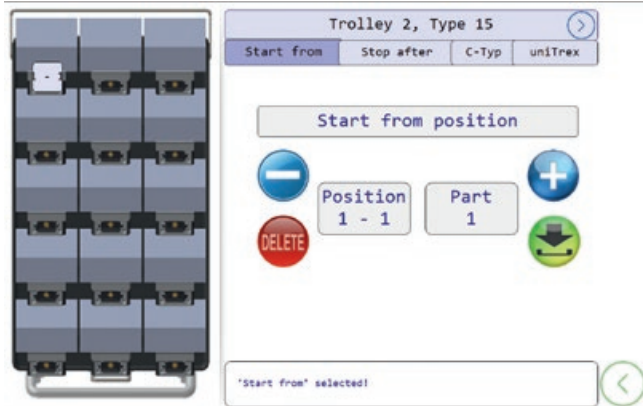 Trolley 2, Type 15
Start from Stop after C-Typ uniTrex
Start from position
Position Part
1 - 1 1
DELETE
'Start from' selected!